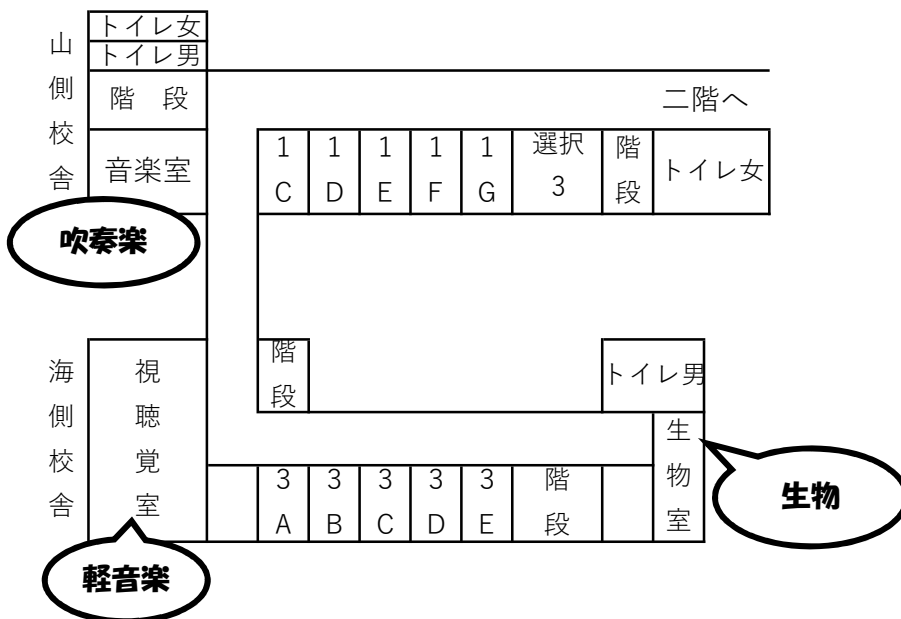 トイレ女
トイレ男
山側校舎
階 段
二階へ
音楽室
1C
1D
1E
1F
1G
選択3
階段
トイレ女
吹奏楽
海側校舎
視聴覚室
階段
トイレ男
生物室
生物
3A
3B
3C
3D
3E
階段
軽音楽